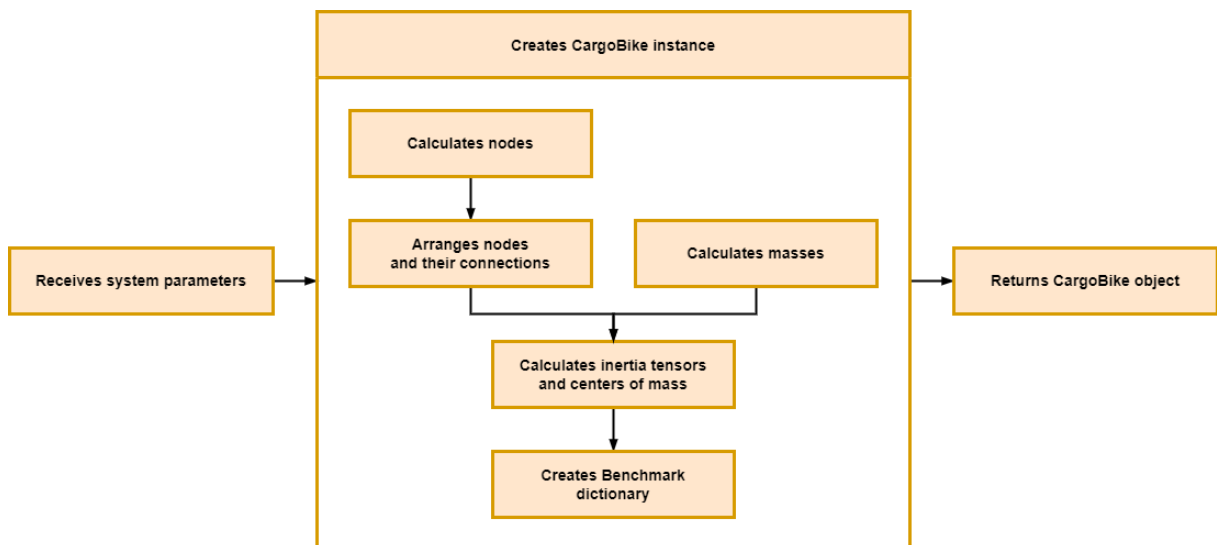 Creates CargoBike instance
Calculates nodes
Arranges nodes
and their connections
Calculates masses
Receives system parameters
Returns CargoBike object
Calculates inertia tensors
and centers of mass
Creates Benchmark
dictionary